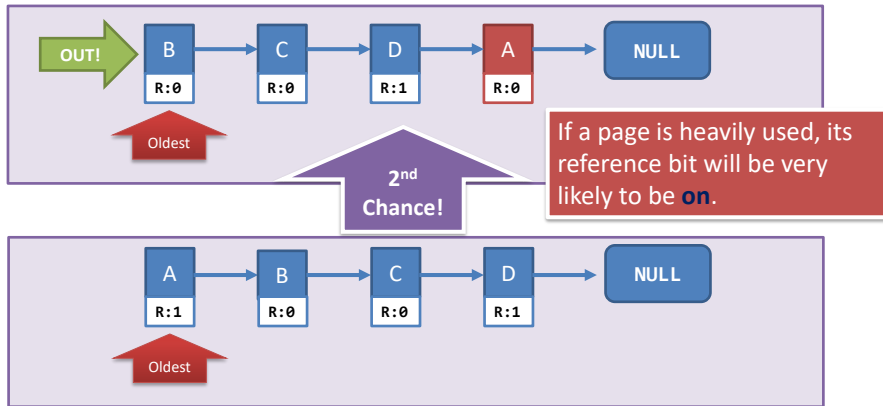 OUT!
B
C
D
A
NULL
R:0
R:0
R:1
R:0
Oldest
If a page is heavily used, its
reference bit will be very
likely to be on.
2nd
Chance!
A
B
C
D
NULL
R:1
R:0
R:0
R:1
Oldest